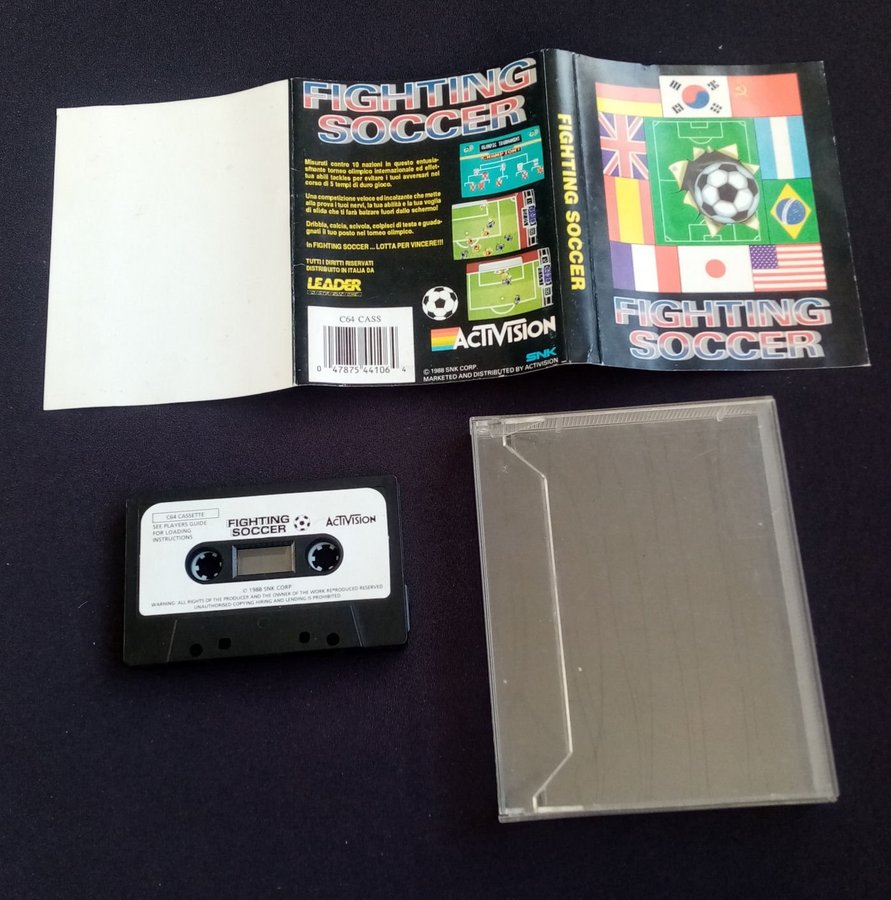 FIGHTING
SOCCER
Misurati contro 10 nazioni in questo entusia-
smante torneo olimpico incalzante ed effet-
tua abili tackles per evitare i tuoi avversari nel
corso di 5 tempi di duro gioco.
Una competizione veloce ed incalzante che mette
alla prova i tuoi nervi, la tua abilità e la tua voglia
di sfida che ti farà balzare fuori dallo schermo!
Dribbla, calcia, scivola, colpisci di testa e guada-
gnati il tuo posto nel torneo olimpico.
In FIGHTING SOCCER ... LOTTA PER VINCERE!!!
TUTTI I DIRITTI RISERVATI
DISTRIBUITO IN ITALIA DA
LEADER
C64 CASS
0 47875 44106 4
OLYMPIC TOURNAMENT
ACTIVISION
SNK
© 1988 SNK CORP.
MARKETED AND DISTRIBUTED BY ACTIVISION
FIGHTING SOCCER
FIGHTING
SOCCER
C64 CASSETTE
SEE PLAYERS GUIDE
FOR LOADING
INSTRUCTIONS
FIGHTING
SOCCER
ACTIVISION
© 1988 SNK CORP.
WARNING: ALL RIGHTS OF THE PRODUCER AND THE OWNER OF THE WORK REPRODUCED RESERVED
UNAUTHORISED COPYING HIRING AND LENDING IS PROHIBITED.